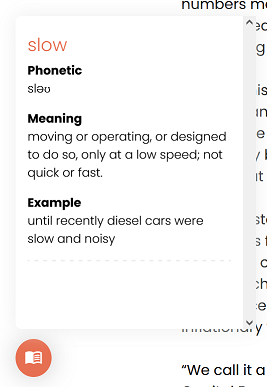 numbers me
slow
Phonetic
sləʊ
Meaning
moving or operating, or designed
to do so, only at a low speed; not
quick or fast.
Example
until recently diesel cars were
slow and noisy
"We call it a